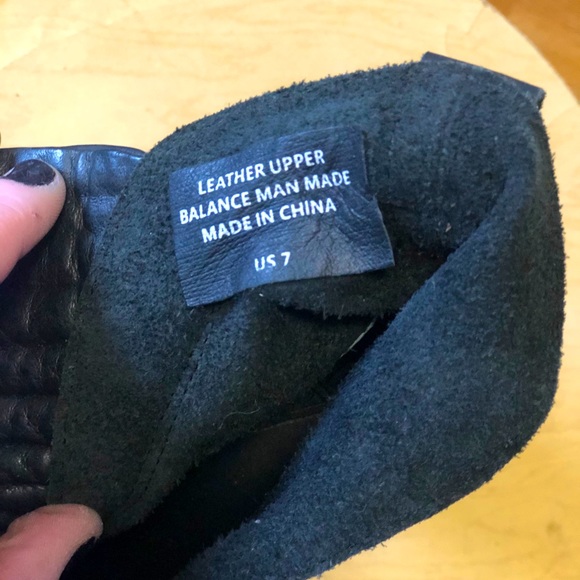 LEATHER UPPER
BALANCE MAN MADE
MADE IN CHINA
US 7